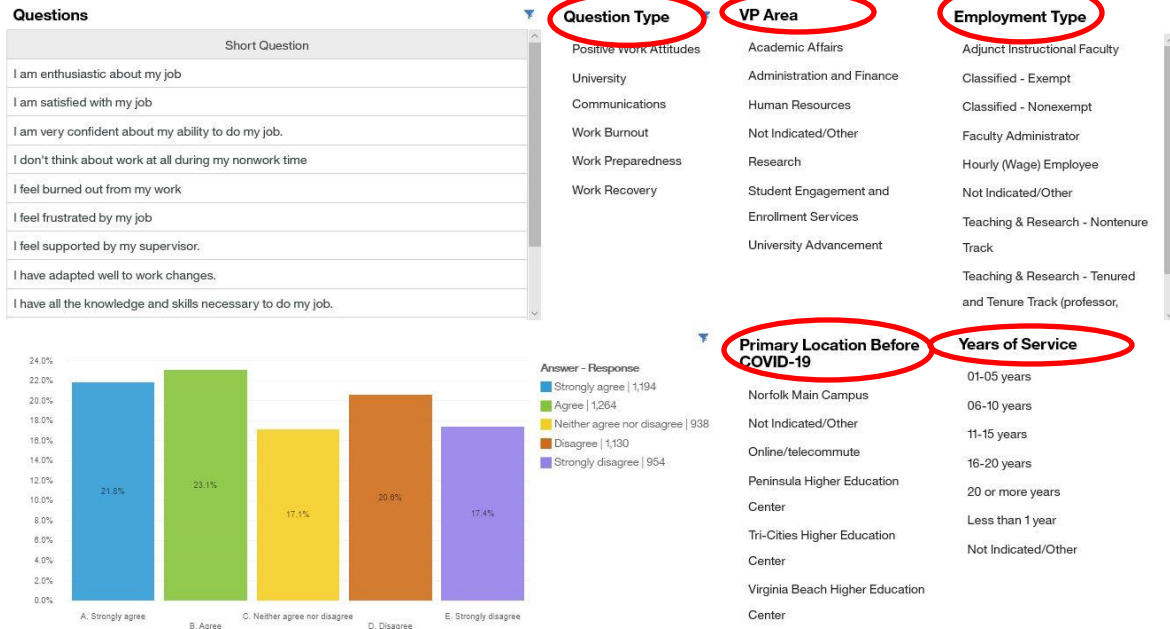 Questions
Short Question
I am enthusiastic about my job
I am satisfied with my job
I am very confident about my ability to do my job.
I don't think about work at all during my nonwork time
I feel burned out from my work
I feel frustrated by my job
I feel supported by my supervisor.
I have adapted well to work changes.
I have all the knowledge and skills necessary to do my job.
Question Type
Positive Work Attitudes
University
Communications
Work Burnout
Work Preparedness
Work Recovery
VP Area
Academic Affairs
Administration and Finance
Human Resources
Not Indicated/Other
Research
Student Engagement and
Enrollment Services
University Advancement
Employment Type
Adjunct Instructional Faculty
Classified - Exempt
Classified - Nonexempt
Faculty Administrator
Hourly (Wage) Employee
Not Indicated/Other
Teaching & Research - Nontenure
Track
Teaching & Research - Tenured
and Tenure Track (professor,
24.0%
22.0%
20.0%
18.0%
16.0%
14.0%
12.0%
10.0%
8.0%
6.0%
4.0%
2.0%
0.0%
21.8%
23.1%
17.1%
20.6%
17.4%
A. Strongly agree
B. Agree
C. Neither agree nor disagree
D. Disagree
E. Strongly disagree
Answer - Response
Strongly agree | 1,194
Agree | 1,264
Neither agree nor disagree | 938
Disagree | 1,130
Strongly disagree | 954
Primary Location Before
COVID-19
Norfolk Main Campus
Not Indicated/Other
Online/telecommute
Peninsula Higher Education
Center
Tri-Cities Higher Education
Center
Virginia Beach Higher Education
Center
Years of Service
01-05 years
06-10 years
11-15 years
16-20 years
20 or more years
Less than 1 year
Not Indicated/Other